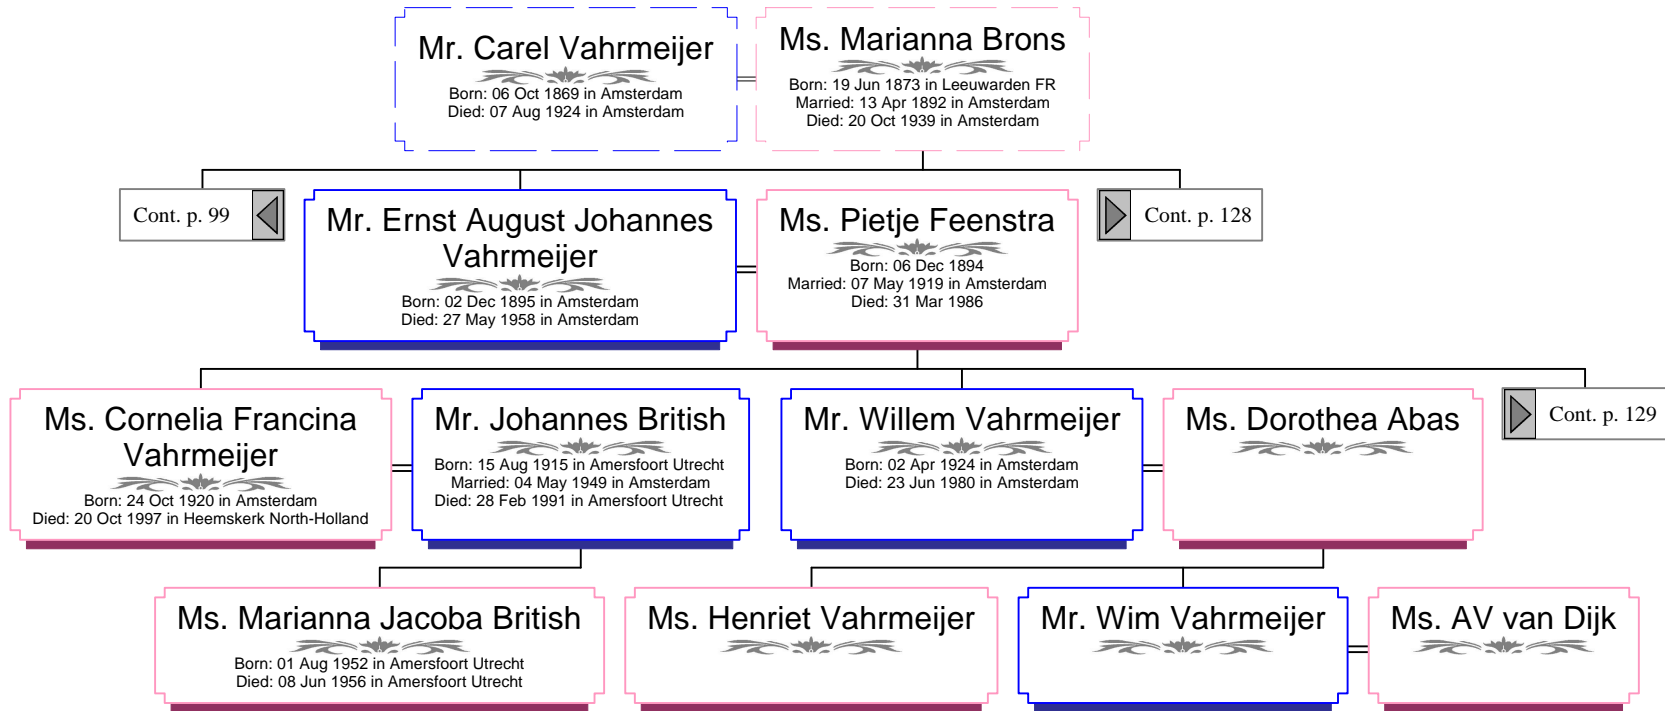 Mr. Carel Vahrmeijer
Born: 06 Oct 1869 in Amsterdam
Died: 07 Aug 1924 in Amsterdam
Ms. Marianna Brons
Born: 19 Jun 1873 in Leeuwarden FR
Married: 13 Apr 1892 in Amsterdam
Died: 20 Oct 1939 in Amsterdam
Cont. p. 99
Mr. Ernst August Johannes
Vahrmeijer
Born: 02 Dec 1895 in Amsterdam
Died: 27 May 1958 in Amsterdam
Ms. Pietje Feenstra
Born: 06 Dec 1894
Married: 07 May 1919 in Amsterdam
Died: 31 Mar 1986
Cont. p. 128
Ms. Cornelia Francina
Vahrmeijer
Born: 24 Oct 1920 in Amsterdam
Died: 20 Oct 1997 in Heemskerk North-Holland
Mr. Johannes British
Born: 15 Aug 1915 in Amersfoort Utrecht
Married: 04 May 1949 in Amsterdam
Died: 28 Feb 1991 in Amersfoort Utrecht
Mr. Willem Vahrmeijer
Born: 02 Apr 1924 in Amsterdam
Died: 23 Jun 1980 in Amsterdam
Ms. Dorothea Abas
Cont. p. 129
Ms. Marianna Jacoba British
Born: 01 Aug 1952 in Amersfoort Utrecht
Died: 08 Jun 1956 in Amersfoort Utrecht
Ms. Henriet Vahrmeijer
Mr. Wim Vahrmeijer
Ms. AV van Dijk